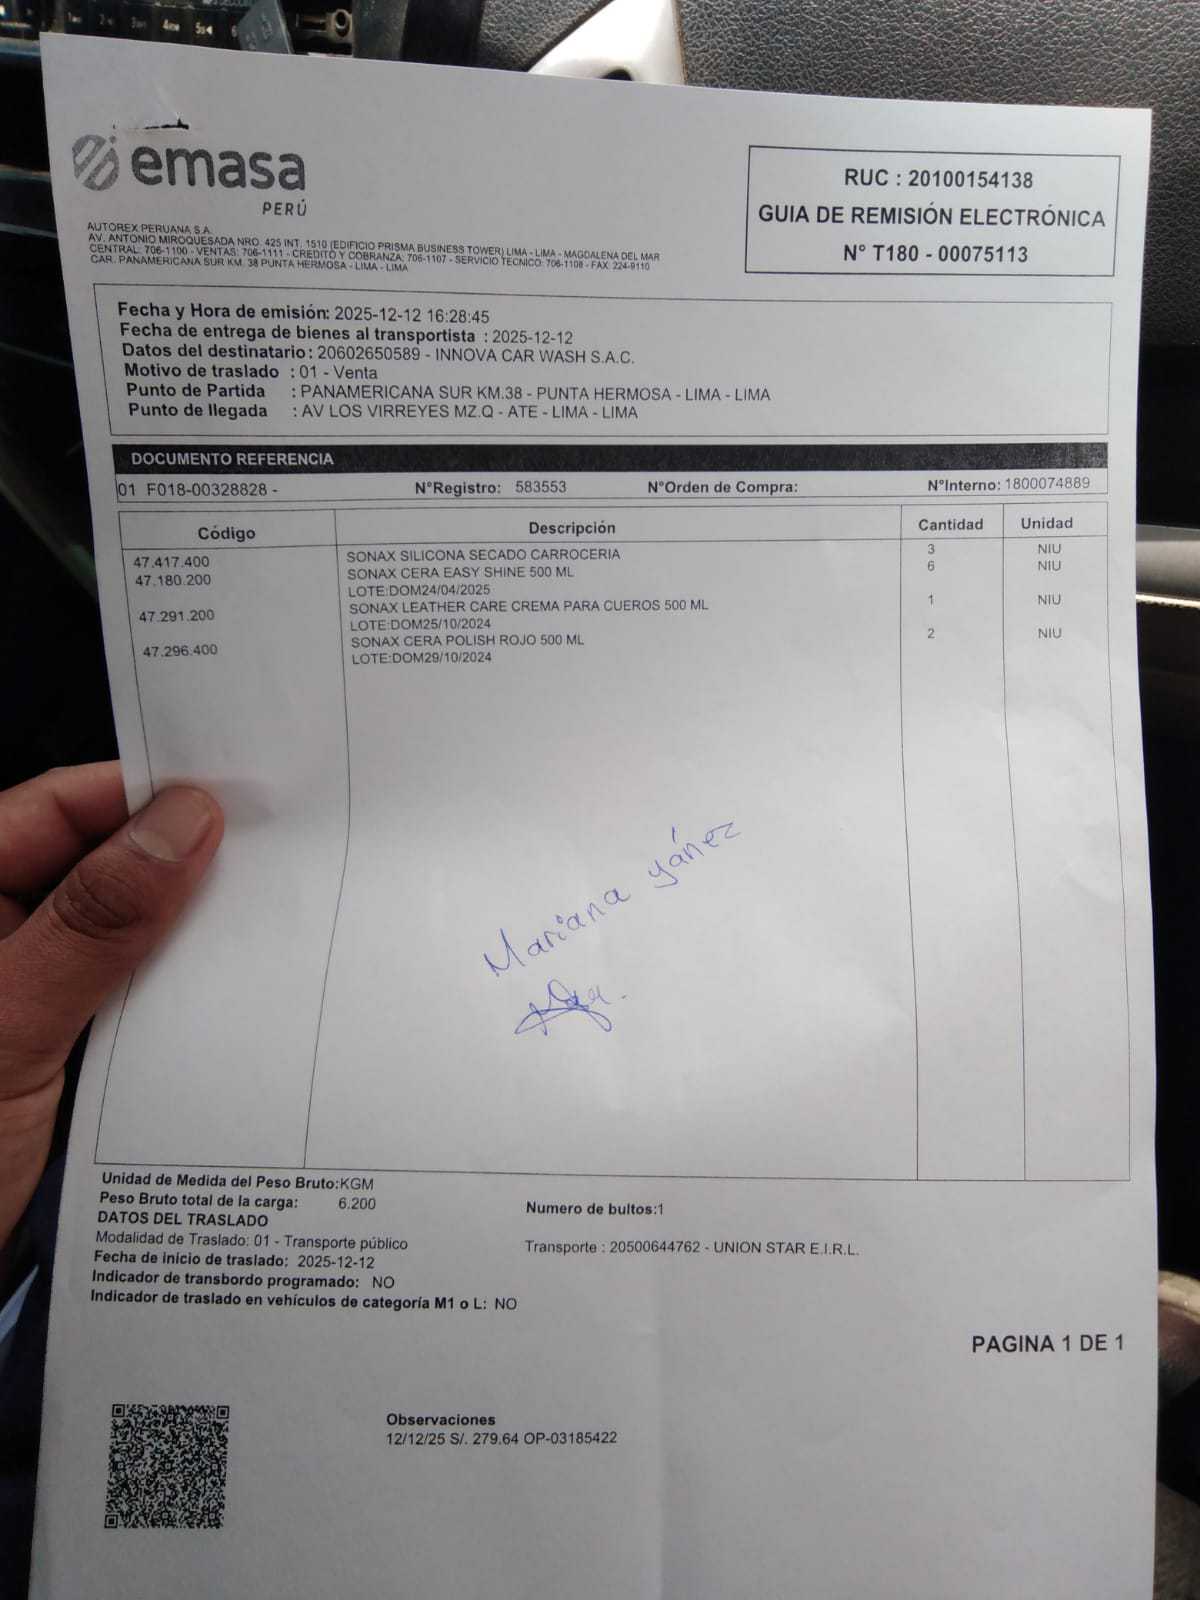 emasa
PERÚ
AUTOREX PERUANA S.A.
AV. ANTONIO MIROQUESADA NRO. 425 INT. 1510 (EDIFICIO PRISMA BUSINESS TOWER) LIMA - LIMA - MAGDALENA DEL MAR
CENTRAL: 706-1100 - VENTAS: 706-1111 - CREDITO Y COBRANZA: 706-1107 - SERVICIO TECNICO: 706-1108 - FAX: 224-9110
CAR. PANAMERICANA SUR KM. 38 PUNTA HERMOSA - LIMA - LIMA
RUC : 20100154138
GUIA DE REMISIÓN ELECTRÓNICA
N° T180 - 00075113
Fecha y Hora de emisión: 2025-12-12 16:28:45
Fecha de entrega de bienes al transportista : 2025-12-12
Datos del destinatario: 20602650589 - INNOVA CAR WASH S.A.C.
Motivo de traslado : 01 - Venta
Punto de Partida : PANAMERICANA SUR KM.38 - PUNTA HERMOSA - LIMA - LIMA
Punto de llegada : AV LOS VIRREYES MZ.Q - ATE - LIMA - LIMA
DOCUMENTO REFERENCIA
01 F018-00328828 - N°Registro: 583553 N°Orden de Compra: N°Interno: 1800074889
Código Descripción Cantidad Unidad
47.417.400 SONAX SILICONA SECADO CARROCERIA 3 NIU
47.180.200 SONAX CERA EASY SHINE 500 ML 6 NIU
LOTE:DOM24/04/2025
47.291.200 SONAX LEATHER CARE CREMA PARA CUEROS 500 ML 1 NIU
LOTE:DOM25/10/2024
47.296.400 SONAX CERA POLISH ROJO 500 ML 2 NIU
LOTE:DOM29/10/2024
Mariana Yánez
Unidad de Medida del Peso Bruto:KGM
Peso Bruto total de la carga: 6.200 Numero de bultos:1
DATOS DEL TRASLADO
Modalidad de Traslado: 01 - Transporte público Transporte : 20500644762 - UNION STAR E.I.R.L.
Fecha de inicio de traslado: 2025-12-12
Indicador de transbordo programado: NO
Indicador de traslado en vehículos de categoría M1 o L: NO
PAGINA 1 DE 1
Observaciones
12/12/25 S/. 279.64 OP-03185422